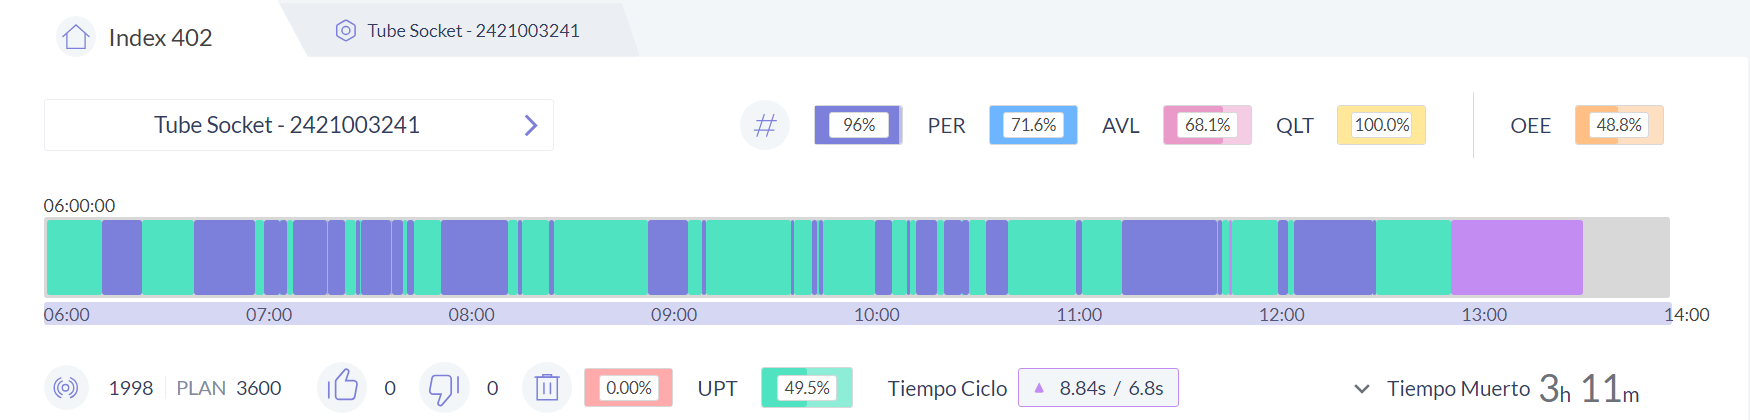 Index 402
Tube Socket - 2421003241
Tube Socket - 2421003241
# 96% PER 71.6% AVL 68.1% QLT 100.0% OEE 48.8%
06:00:00
06:00 07:00 08:00 09:00 10:00 11:00 12:00 13:00 14:00
1998 PLAN 3600 0 0 0.00% UPT 49.5% Tiempo Ciclo ▲ 8.84s / 6.8s Tiempo Muerto 3h 11m